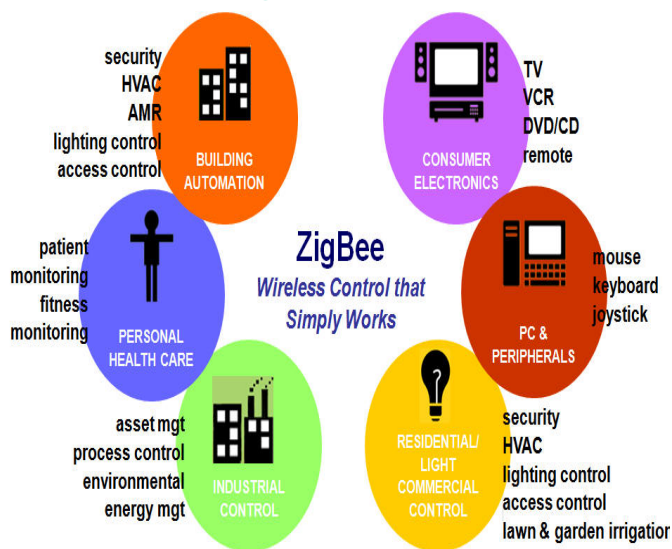 security
HVAC
AMR
lighting control
access control
BUILDING
AUTOMATION
TV
VCR
DVD/CD
remote
CONSUMER
ELECTRONICS
patient
monitoring
fitness
monitoring
PERSONAL
HEALTH CARE
ZigBee
Wireless Control that
Simply Works
mouse
keyboard
joystick
PC &
PERIPHERALS
asset mgt
process control
environmental
energy mgt
INDUSTRIAL
CONTROL
RESIDENTIAL/
LIGHT
COMMERCIAL
CONTROL
security
HVAC
lighting control
access control
lawn & garden irrigation